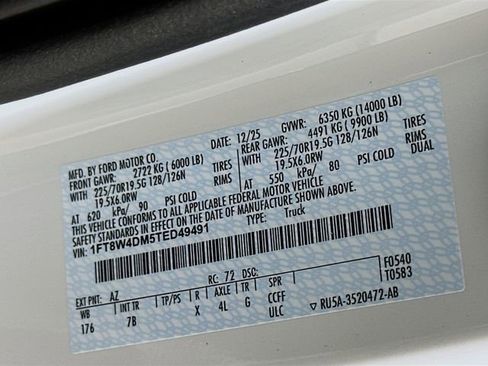 MFD. BY FORD MOTOR CO.
DATE: 12/25 GVWR: 6350 KG (14000 LB)
FRONT GAWR: 2722 KG (6000 LB) REAR GAWR: 4491 KG (9900 LB)
WITH 225/70R19.5G 128/126N TIRES WITH 225/70R19.5G 128/126N TIRES
19.5X6.0RW RIMS 19.5X6.0RW RIMS
AT 620 kPa/ 90 PSI COLD AT 550 kPa/ 80 PSI COLD DUAL
THIS VEHICLE CONFORMS TO ALL APPLICABLE FEDERAL MOTOR VEHICLE
SAFETY STANDARDS IN EFFECT ON THE DATE OF MANUFACTURE SHOWN ABOVE.
VIN: 1FT8W4DM5TED49491 TYPE: Truck
EXT PNT: AZ RC: 72 DSO: F0540
WB INT TR TP/PS R AXLE TR SPR T0583
176 7B X 4L G CCFF
ULC ▽ RU5A-3520472-AB